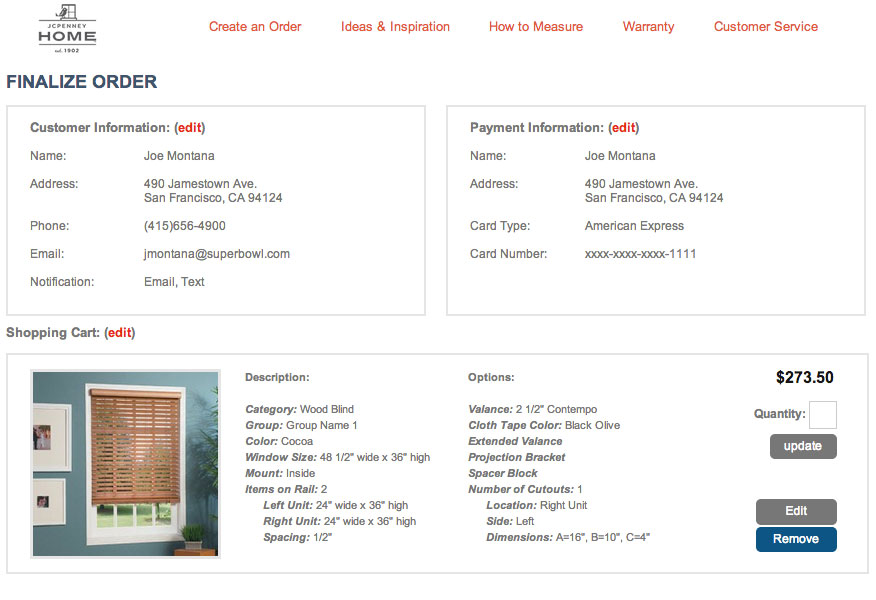 JCPENNEY
HOME
est. 1902
Create an Order
Ideas & Inspiration
How to Measure
Warranty
Customer Service
FINALIZE ORDER
Customer Information: (edit)
Name: Joe Montana
Address: 490 Jamestown Ave.
San Francisco, CA 94124
Phone: (415)656-4900
Email: jmontana@superbowl.com
Notification: Email, Text
Payment Information: (edit)
Name: Joe Montana
Address: 490 Jamestown Ave.
San Francisco, CA 94124
Card Type: American Express
Card Number: xxxx-xxxx-xxxx-1111
Shopping Cart: (edit)
Description:
Category: Wood Blind
Group: Group Name 1
Color: Cocoa
Window Size: 48 1/2" wide x 36" high
Mount: Inside
Items on Rail: 2
Left Unit: 24" wide x 36" high
Right Unit: 24" wide x 36" high
Spacing: 1/2"
Options:
Valance: 2 1/2" Contempo
Cloth Tape Color: Black Olive
Extended Valance
Projection Bracket
Spacer Block
Number of Cutouts: 1
Location: Right Unit
Side: Left
Dimensions: A=16", B=10", C=4"
$273.50
Quantity:
update
Edit
Remove